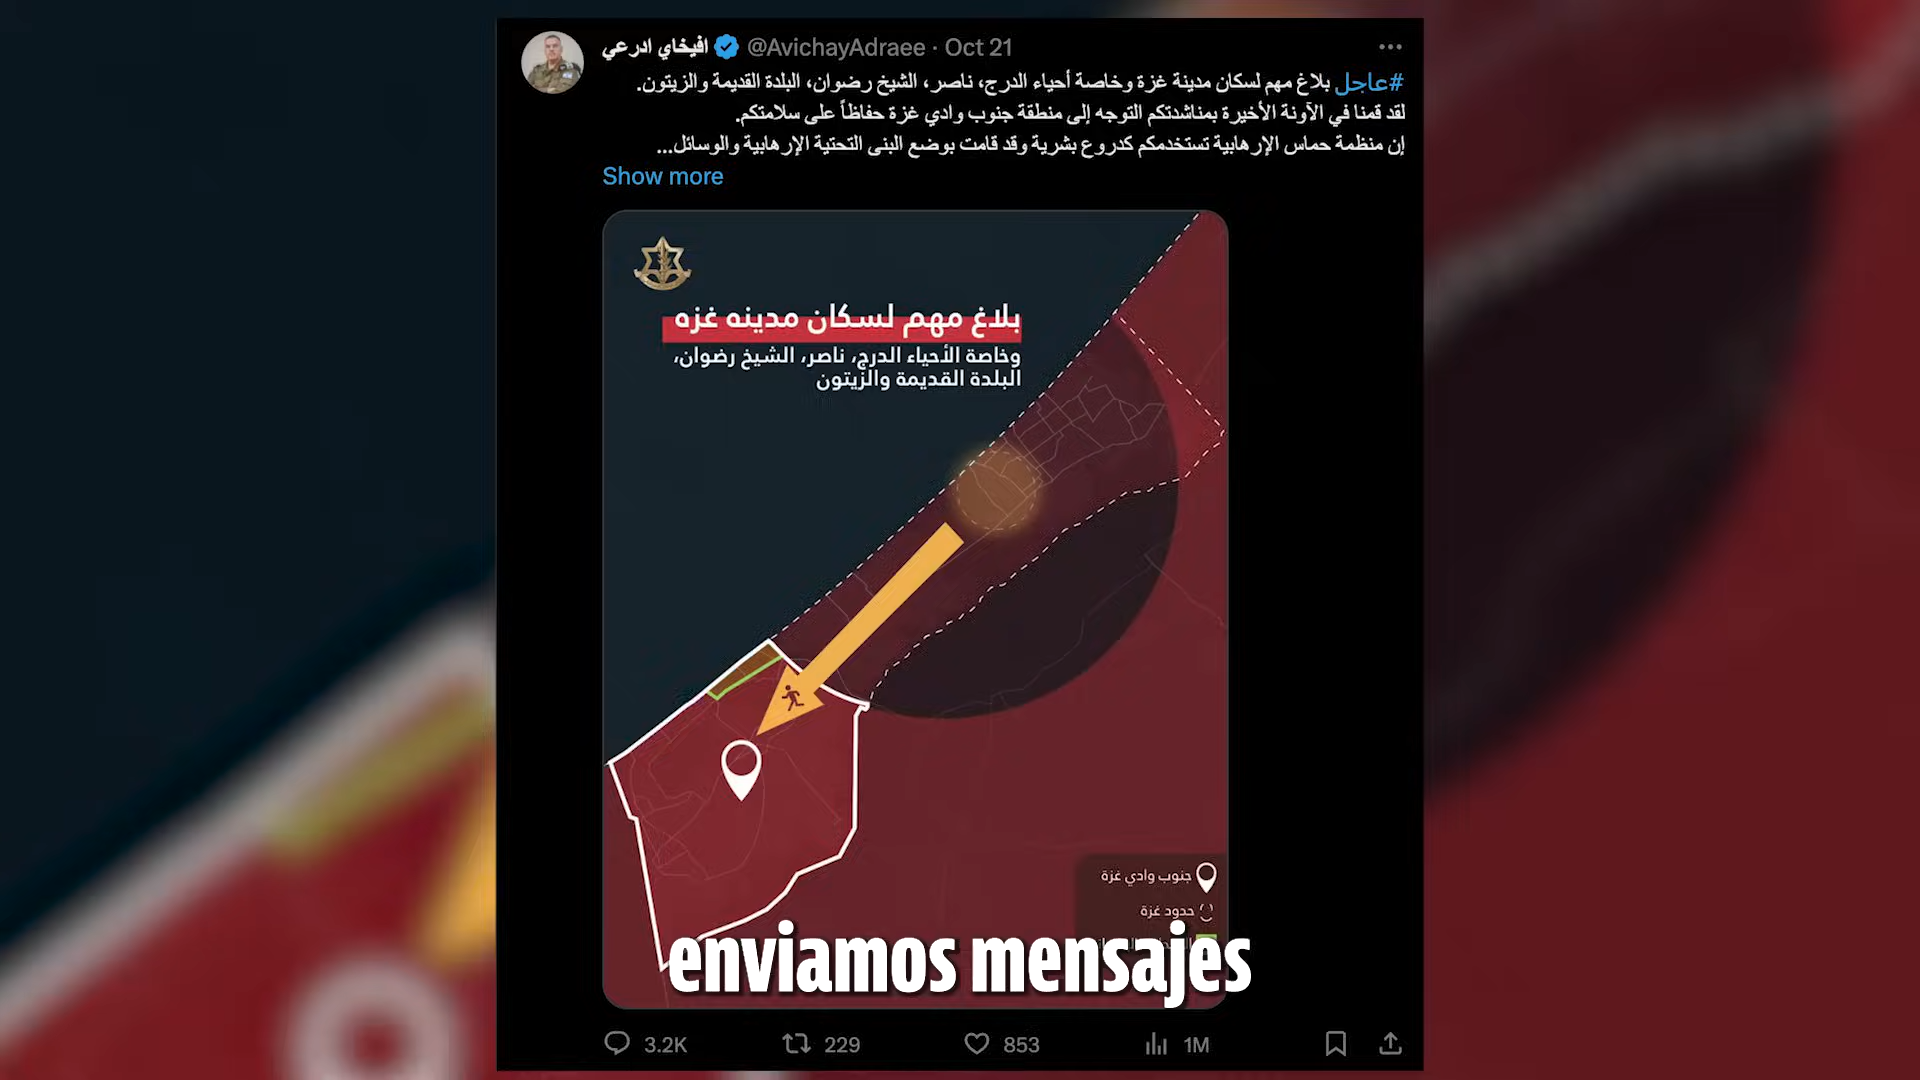 افيخاي ادرعي @AvichayAdraee · Oct 21
#عاجل بلاغ مهم لسكان مدينة غزة وخاصة أحياء الدرج، ناصر، الشيخ رضوان، البلدة القديمة والزيتون.
لقد قمنا في الآونة الأخيرة بمناشدتكم التوجه إلى منطقة جنوب وادي غزة حفاظاً على سلامتكم.
إن منظمة حماس الإرهابية تستخدمكم كدروع بشرية وقد قامت بوضع البنى التحتية الإرهابية والوسائل...
Show more
بلاغ مهم لسكان مدينه غزه
وخاصة الأحياء الدرج، ناصر، الشيخ رضوان،
البلدة القديمة والزيتون
جنوب وادي غزة
حدود غزة
enviamos mensajes
3.2K 229 853 1M